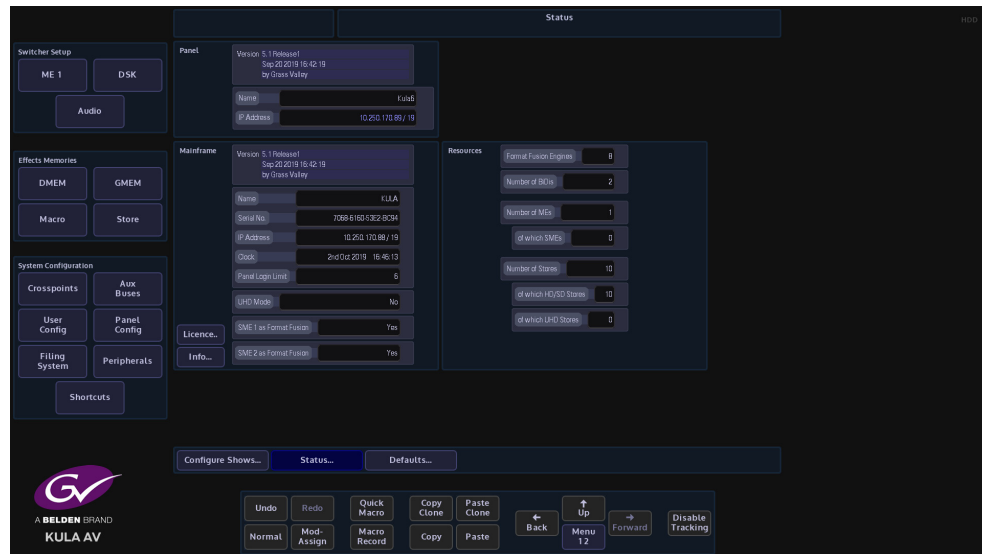 Status
HDD
Switcher Setup
ME 1
DSK
Audio
Effects Memories
DMEM
GMEM
Macro
Store
System Configuration
Crosspoints
Aux
Buses
User
Config
Panel
Config
Filing
System
Peripherals
Shortcuts
Panel
Version 5.1 Release1
Sep 20 2019 16:42:19
by Grass Valley
Name Kula6
IP Address 10.250.170.89 / 19
Mainframe
Version 5.1 Release1
Sep 20 2019 16:42:19
by Grass Valley
Name KULA
Serial No. 7068-6160-53E2-BC94
IP Address 10.250.170.88 / 19
Clock 2nd Oct 2019 16:46:13
Panel Login Limit 6
UHD Mode No
SME 1 as Format Fusion Yes
SME 2 as Format Fusion Yes
Licence..
Info...
Resources
Format Fusion Engines 8
Number of BiDis 2
Number of MEs 1
of which SMEs 0
Number of Stores 10
of which HD/SD Stores 10
of which UHD Stores 0
Configure Shows...
Status...
Defaults...
GV
A BELDEN BRAND
KULA AV
Undo
Redo
Quick
Macro
Copy
Clone
Paste
Clone
Normal
Mod-
Assign
Macro
Record
Copy
Paste
← Back
↑ Up
Menu
12
→ Forward
Disable
Tracking